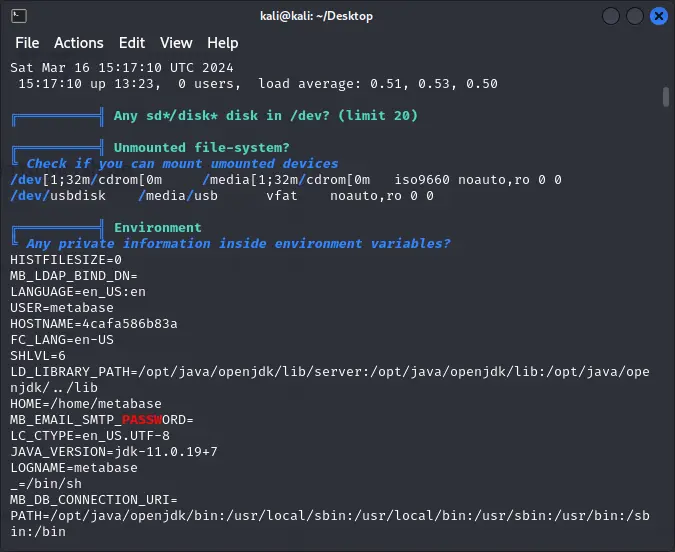 kali@kali: ~/Desktop
File Actions Edit View Help
Sat Mar 16 15:17:10 UTC 2024
15:17:10 up 13:23, 0 users, load average: 0.51, 0.53, 0.50
╔══════════╣ Any sd*/disk* disk in /dev? (limit 20)
╔══════════╣ Unmounted file-system?
╚ Check if you can mount umounted devices
/dev[1;32m/cdrom[0m /media[1;32m/cdrom[0m iso9660 noauto,ro 0 0
/dev/usbdisk /media/usb vfat noauto,ro 0 0
╔══════════╣ Environment
╚ Any private information inside environment variables?
HISTFILESIZE=0
MB_LDAP_BIND_DN=
LANGUAGE=en_US:en
USER=metabase
HOSTNAME=4cafa586b83a
FC_LANG=en-US
SHLVL=6
LD_LIBRARY_PATH=/opt/java/openjdk/lib/server:/opt/java/openjdk/lib:/opt/java/ope
njdk/../lib
HOME=/home/metabase
MB_EMAIL_SMTP_PASSWORD=
LC_CTYPE=en_US.UTF-8
JAVA_VERSION=jdk-11.0.19+7
LOGNAME=metabase
_=/bin/sh
MB_DB_CONNECTION_URI=
PATH=/opt/java/openjdk/bin:/usr/local/sbin:/usr/local/bin:/usr/sbin:/usr/bin:/sb
in:/bin